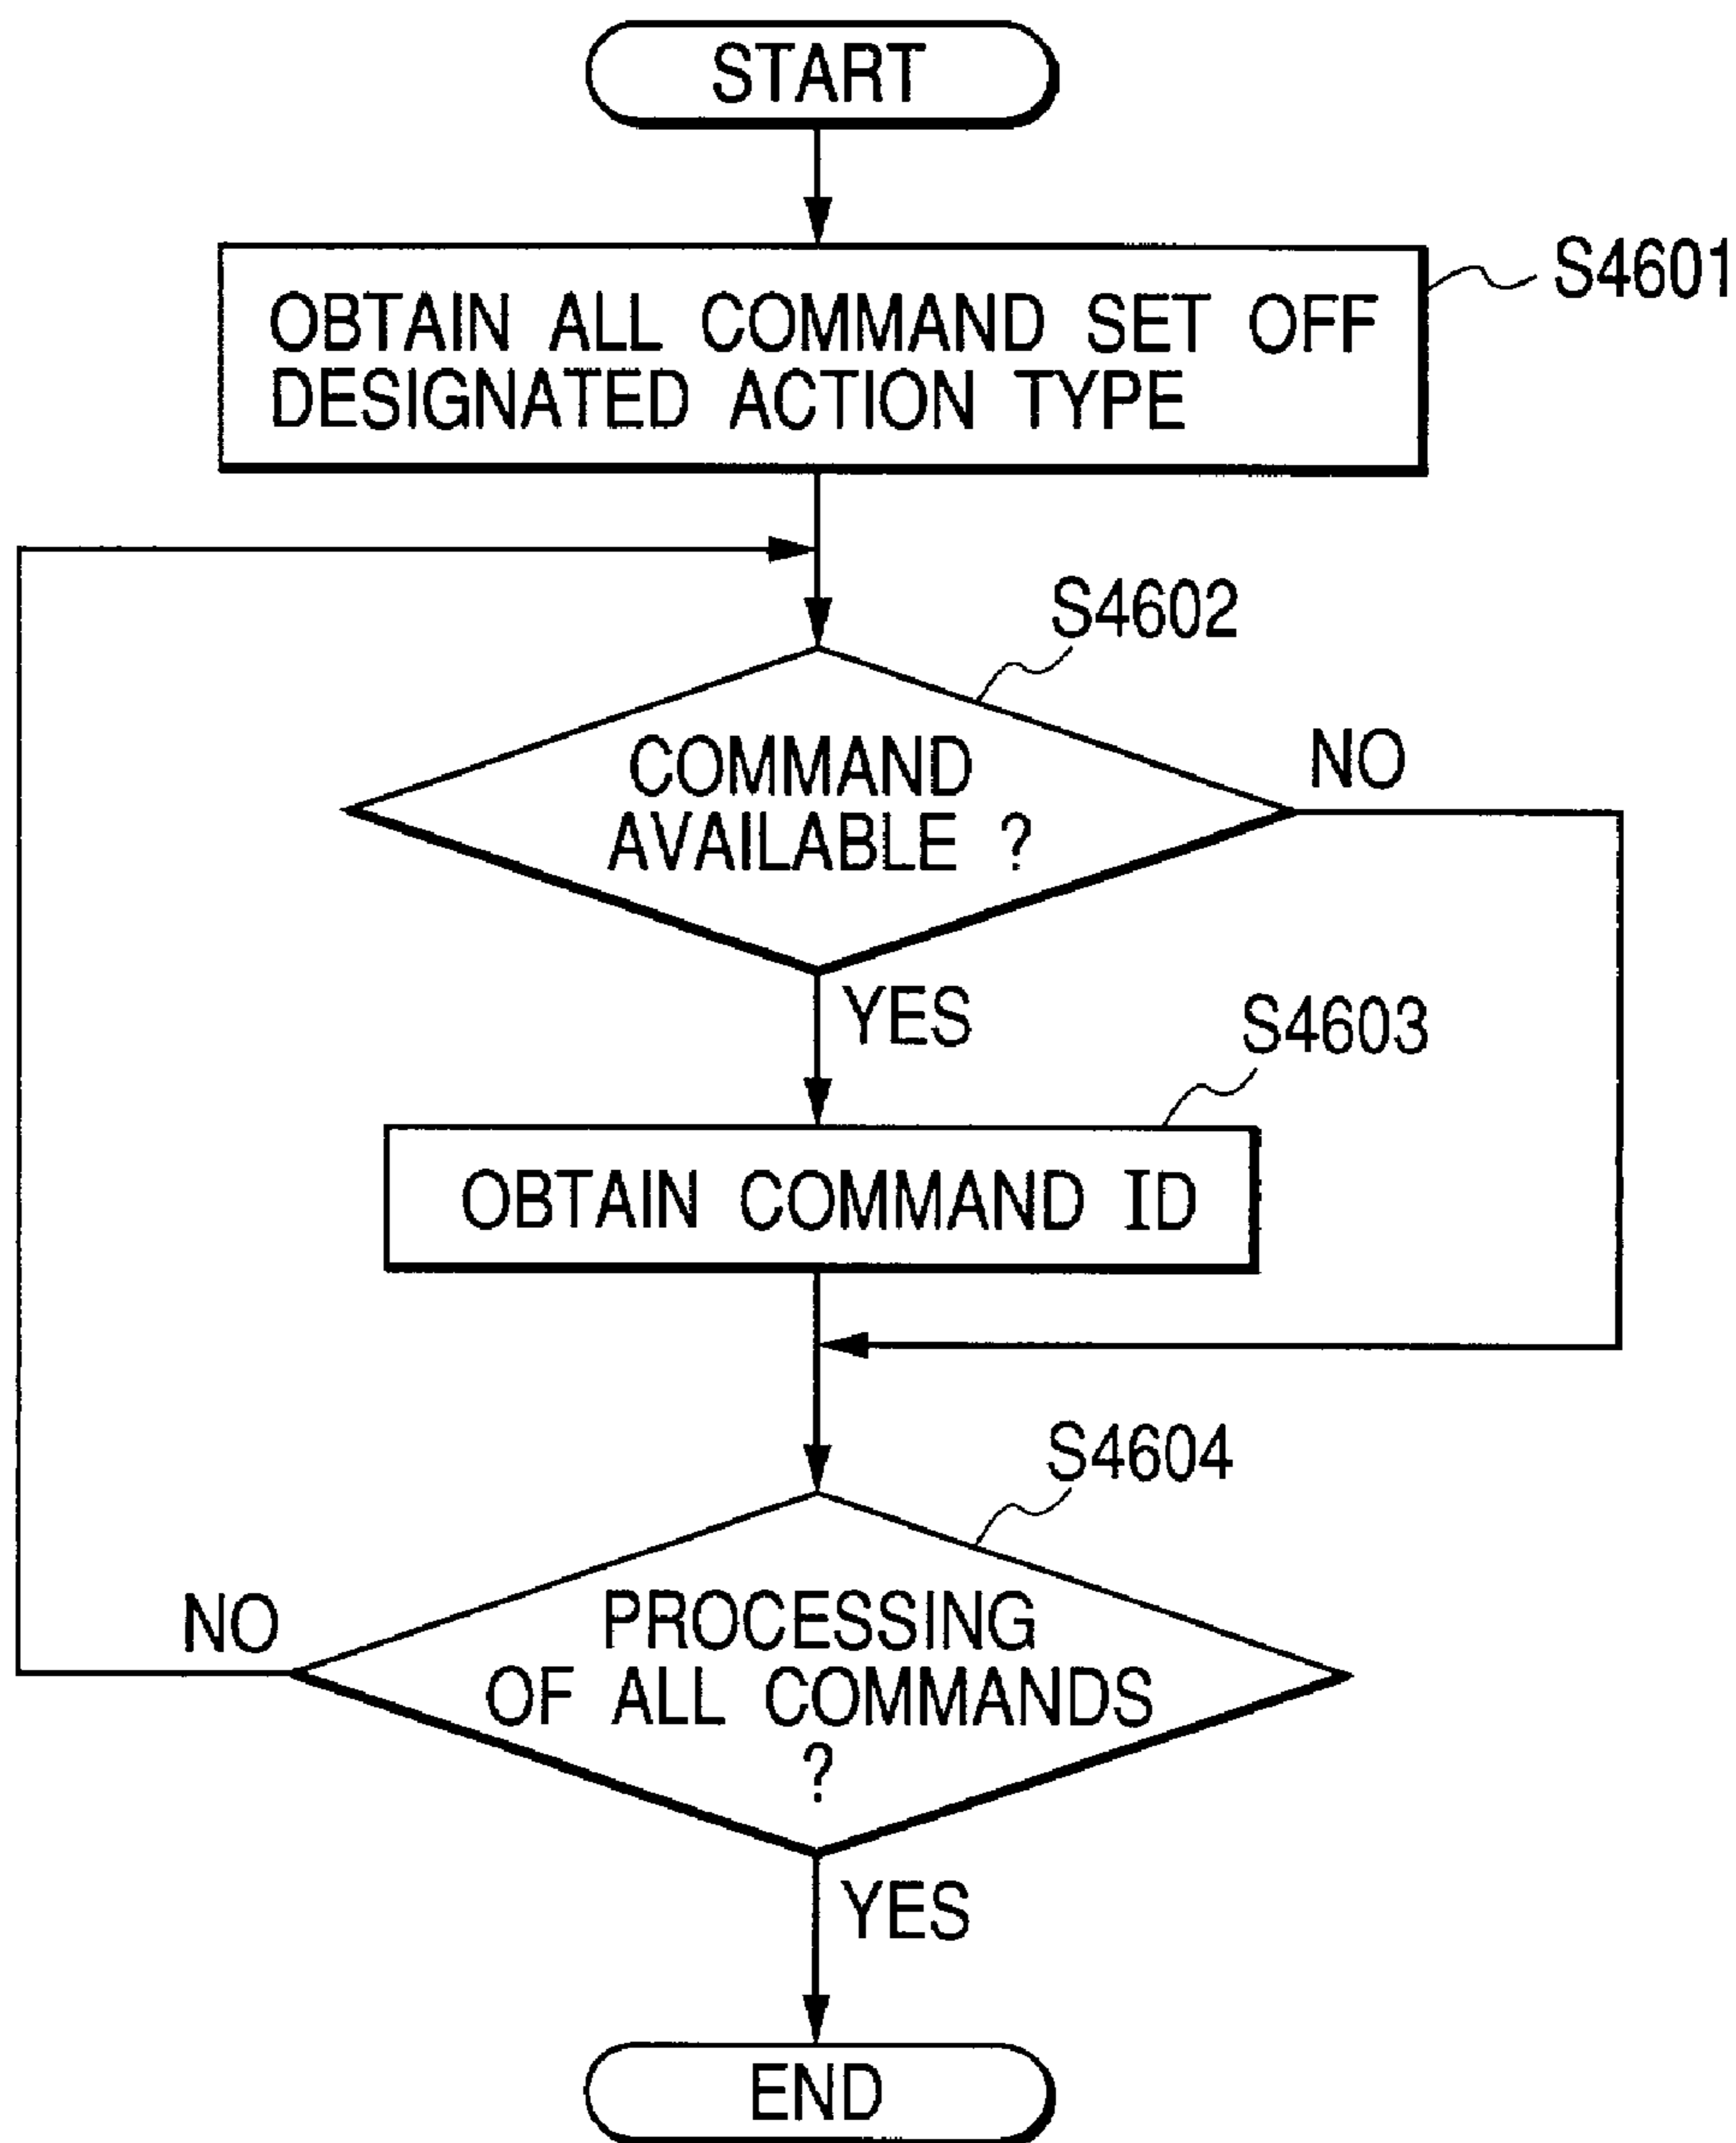 START
S4601
OBTAIN ALL COMMAND SET OFF
DESIGNATED ACTION TYPE
S4602
COMMAND
AVAILABLE ?
NO
YES
S4603
OBTAIN COMMAND ID
S4604
PROCESSING
OF ALL COMMANDS
?
NO
YES
END